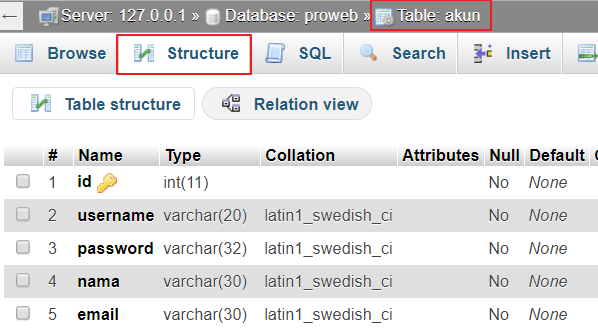 ← Server: 127.0.0.1 » Database: proweb » Table: akun
Browse Structure SQL Search Insert
Table structure Relation view
# Name Type Collation Attributes Null Default
1 id int(11) No None
2 username varchar(20) latin1_swedish_ci No None
3 password varchar(32) latin1_swedish_ci No None
4 nama varchar(30) latin1_swedish_ci No None
5 email varchar(30) latin1_swedish_ci No None